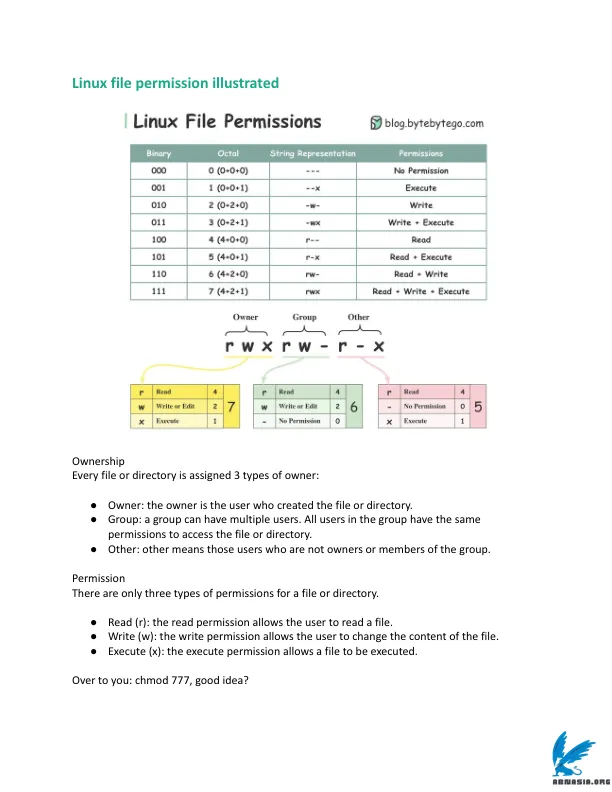 Linux file permission illustrated
Linux File Permissions
blog.bytebytego.com
Binary Octal String Representation Permissions
000 0 (0+0+0) --- No Permission
001 1 (0+0+1) --x Execute
010 2 (0+2+0) -w- Write
011 3 (0+2+1) -wx Write + Execute
100 4 (4+0+0) r-- Read
101 5 (4+0+1) r-x Read + Execute
110 6 (4+2+0) rw- Read + Write
111 7 (4+2+1) rwx Read + Write + Execute
Owner Group Other
r w x r w - r - x
r Read 4
w Write or Edit 2 7
x Execute 1
r Read 4
w Write or Edit 2 6
- No Permission 0
r Read 4
- No Permission 0 5
x Execute 1
Ownership
Every file or directory is assigned 3 types of owner:
● Owner: the owner is the user who created the file or directory.
● Group: a group can have multiple users. All users in the group have the same
permissions to access the file or directory.
● Other: other means those users who are not owners or members of the group.
Permission
There are only three types of permissions for a file or directory.
● Read (r): the read permission allows the user to read a file.
● Write (w): the write permission allows the user to change the content of the file.
● Execute (x): the execute permission allows a file to be executed.
Over to you: chmod 777, good idea?
ABNASIA.ORG